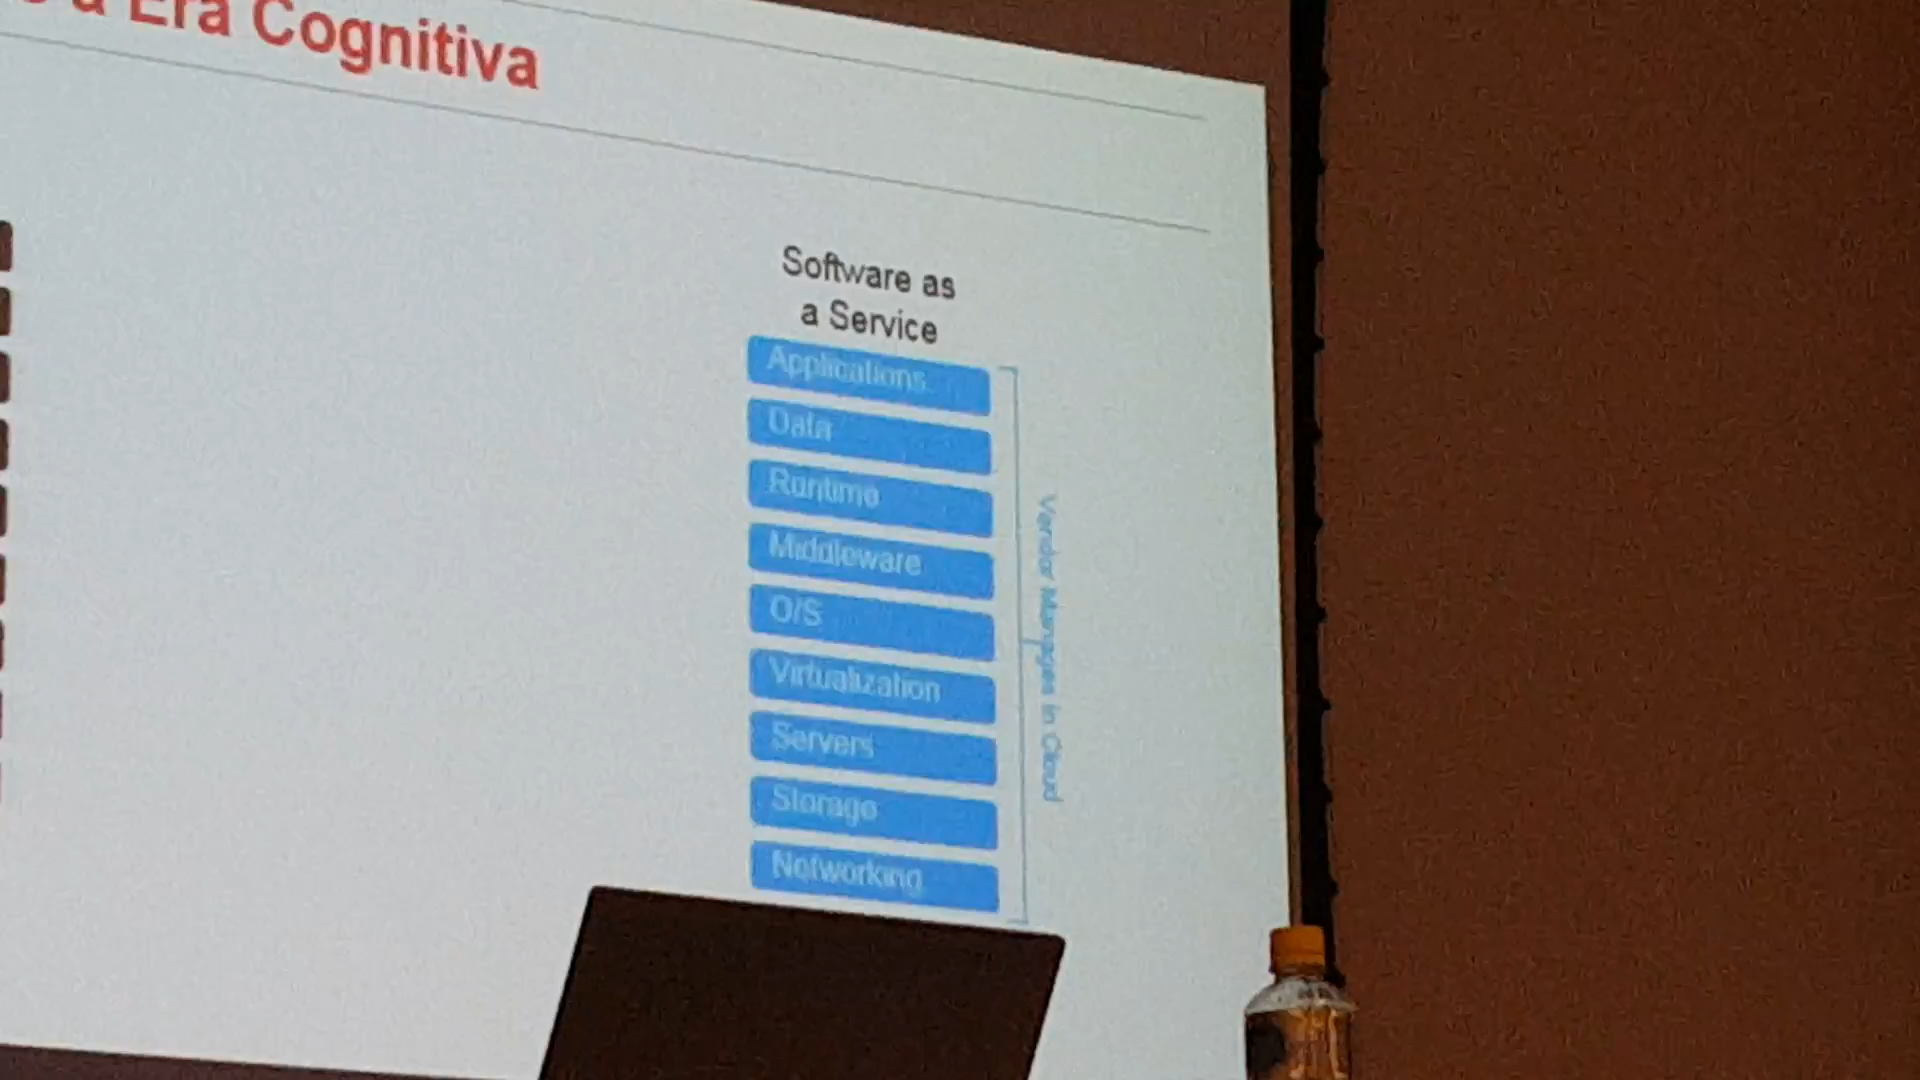 a Era Cognitiva
Software as
a Service
Applications
Data
Runtime
Middleware
O/S
Virtualization
Servers
Storage
Networking
Vendor Manages in Cloud